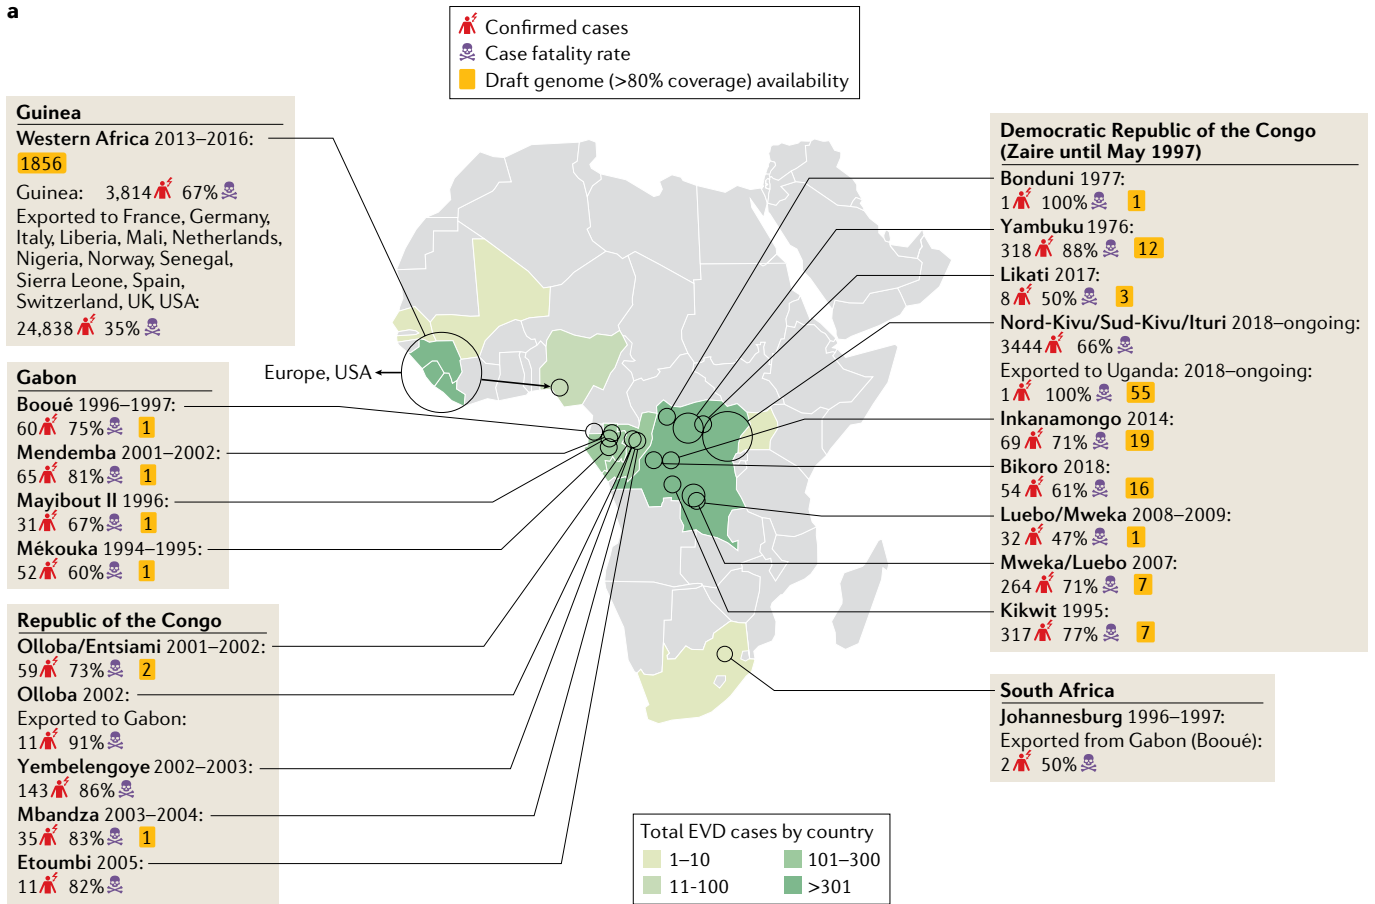 a
Confirmed cases
Case fatality rate
Draft genome (>80% coverage) availability
Guinea
Western Africa 2013–2016:
1856
Guinea: 3,814 67%
Exported to France, Germany,
Italy, Liberia, Mali, Netherlands,
Nigeria, Norway, Senegal,
Sierra Leone, Spain,
Switzerland, UK, USA:
24,838 35%
Gabon
Booué 1996–1997:
60 75% 1
Mendemba 2001–2002:
65 81% 1
Mayibout II 1996:
31 67% 1
Mékouka 1994–1995:
52 60% 1
Republic of the Congo
Olloba/Entsiami 2001–2002:
59 73% 2
Olloba 2002:
Exported to Gabon:
11 91%
Yembelengoye 2002–2003:
143 86%
Mbandza 2003–2004:
35 83% 1
Etoumbi 2005:
11 82%
Europe, USA
Democratic Republic of the Congo
(Zaire until May 1997)
Bonduni 1977:
1 100% 1
Yambuku 1976:
318 88% 12
Likati 2017:
8 50% 3
Nord-Kivu/Sud-Kivu/Ituri 2018–ongoing:
3444 66%
Exported to Uganda: 2018–ongoing:
1 100% 55
Inkanamongo 2014:
69 71% 19
Bikoro 2018:
54 61% 16
Luebo/Mweka 2008–2009:
32 47% 1
Mweka/Luebo 2007:
264 71% 7
Kikwit 1995:
317 77% 7
South Africa
Johannesburg 1996–1997:
Exported from Gabon (Booué):
2 50%
Total EVD cases by country
1–10 101–300
11-100 >301